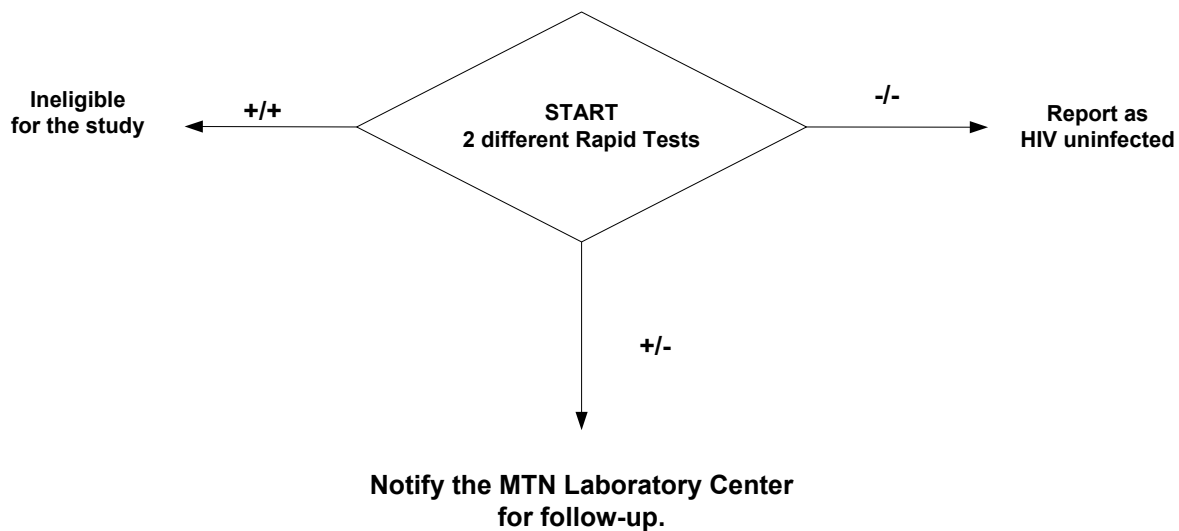 Ineligible
for the study
+/+
START
2 different Rapid Tests
-/-
Report as
HIV uninfected
+/-
Notify the MTN Laboratory Center
for follow-up.